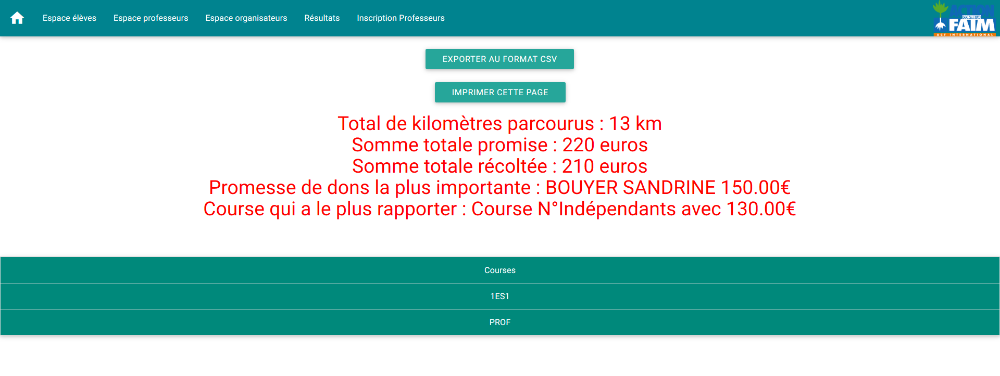 Espace élèves Espace professeurs Espace organisateurs Résultats Inscription Professeurs
ACTION
CONTRE LA
FAIM
ACF INTERNATIONAL
EXPORTER AU FORMAT CSV
IMPRIMER CETTE PAGE
Total de kilomètres parcourus : 13 km
Somme totale promise : 220 euros
Somme totale récoltée : 210 euros
Promesse de dons la plus importante : BOUYER SANDRINE 150.00€
Course qui a le plus rapporter : Course N°Indépendants avec 130.00€
Courses
1ES1
PROF